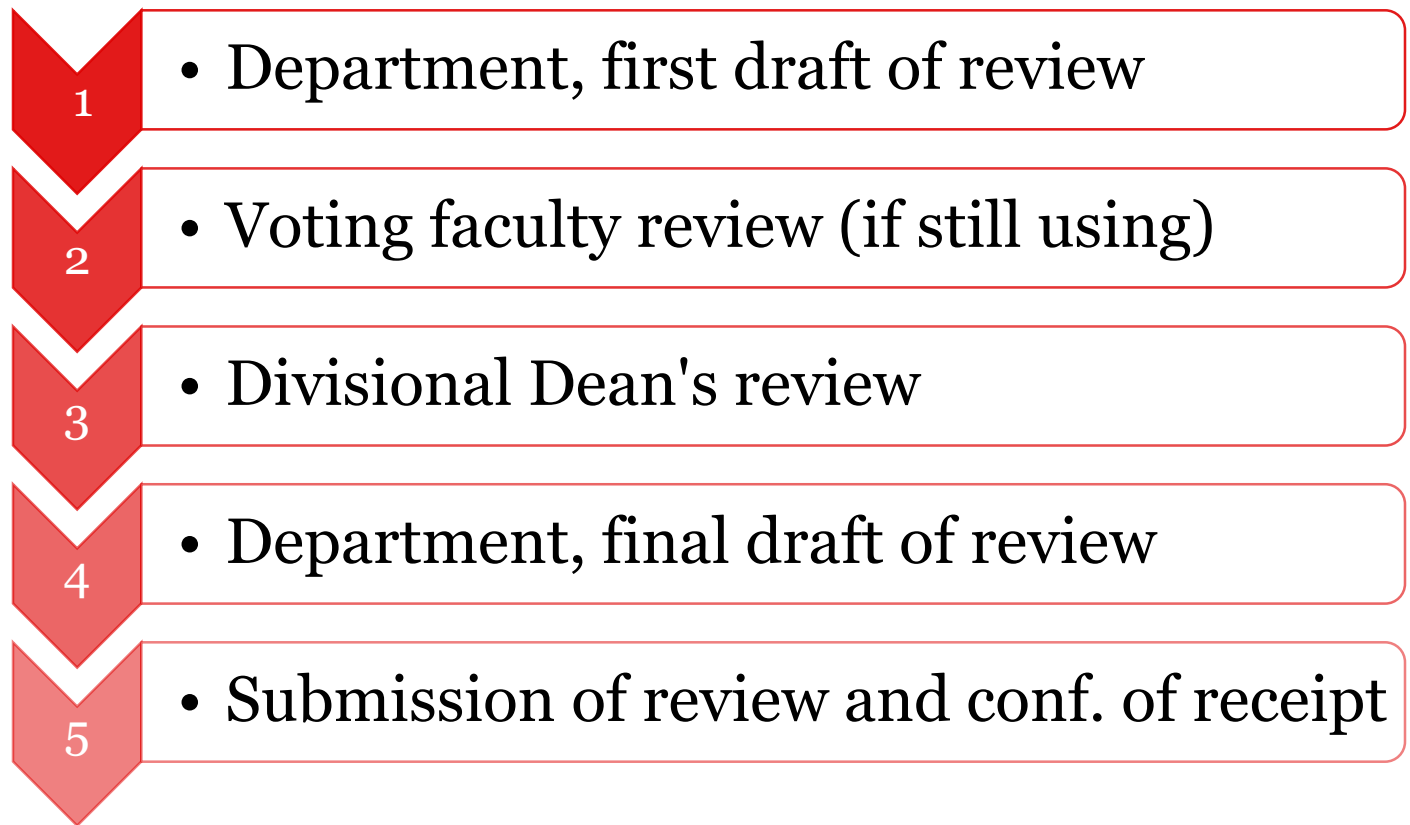 1
• Department, first draft of review
2
• Voting faculty review (if still using)
3
• Divisional Dean's review
4
• Department, final draft of review
5
• Submission of review and conf. of receipt